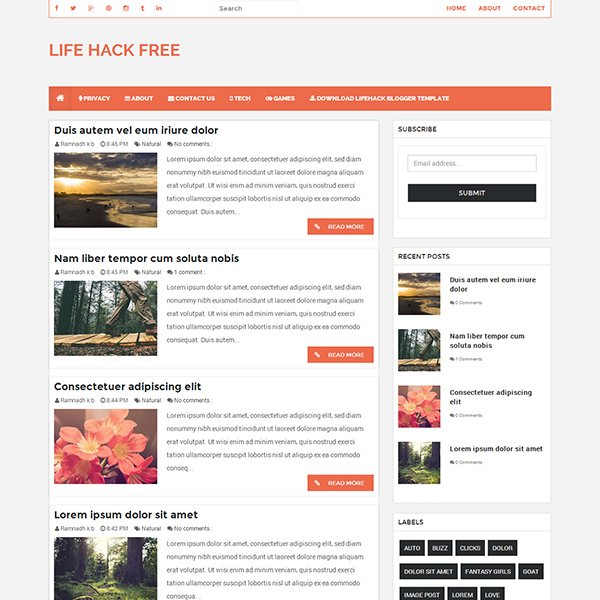 Search
HOME ABOUT CONTACT
LIFE HACK FREE
PRIVACY ABOUT CONTACT US TECH GAMES DOWNLOAD LIFEHACK BLOGGER TEMPLATE
Duis autem vel eum iriure dolor
Ramnadh k b 8:46 PM Natural No comments :
Lorem ipsum dolor sit amet, consectetuer adipiscing elit, sed diam
nonummy nibh euismod tincidunt ut laoreet dolore magna aliquam
erat volutpat. Ut wisi enim ad minim veniam, quis nostrud exerci
tation ullamcorper suscipit lobortis nisl ut aliquip ex ea commodo
consequat. Duis autem...
READ MORE
Nam liber tempor cum soluta nobis
Ramnadh k b 8:45 PM Natural 1 comment :
Lorem ipsum dolor sit amet, consectetuer adipiscing elit, sed diam
nonummy nibh euismod tincidunt ut laoreet dolore magna aliquam
erat volutpat. Ut wisi enim ad minim veniam, quis nostrud exerci
tation ullamcorper suscipit lobortis nisl ut aliquip ex ea commodo
consequat. Duis autem...
READ MORE
Consectetuer adipiscing elit
Ramnadh k b 8:44 PM Natural No comments :
Lorem ipsum dolor sit amet, consectetuer adipiscing elit, sed diam
nonummy nibh euismod tincidunt ut laoreet dolore magna aliquam
erat volutpat. Ut wisi enim ad minim veniam, quis nostrud exerci
tation ullamcorper suscipit lobortis nisl ut aliquip ex ea commodo
conseq...
READ MORE
Lorem ipsum dolor sit amet
Ramnadh k b 8:42 PM Natural No comments :
Lorem ipsum dolor sit amet, consectetuer adipiscing elit, sed diam
nonummy nibh euismod tincidunt ut laoreet dolore magna aliquam
erat volutpat. Ut wisi enim ad minim veniam, quis nostrud exerci
tation ullamcorper suscipit lobortis nisl ut aliquip ex ea commodo
SUBSCRIBE
Email address...
SUBMIT
RECENT POSTS
Duis autem vel eum iriure
dolor
0 Comments
Nam liber tempor cum
soluta nobis
1 Comments
Consectetuer adipiscing
elit
0 Comments
Lorem ipsum dolor sit amet
0 Comments
LABELS
AUTO BUZZ CLICKS DOLOR
DOLOR SIT AMET FANTASY GIRLS GOAT
IMAGE POST LOREM LOVE